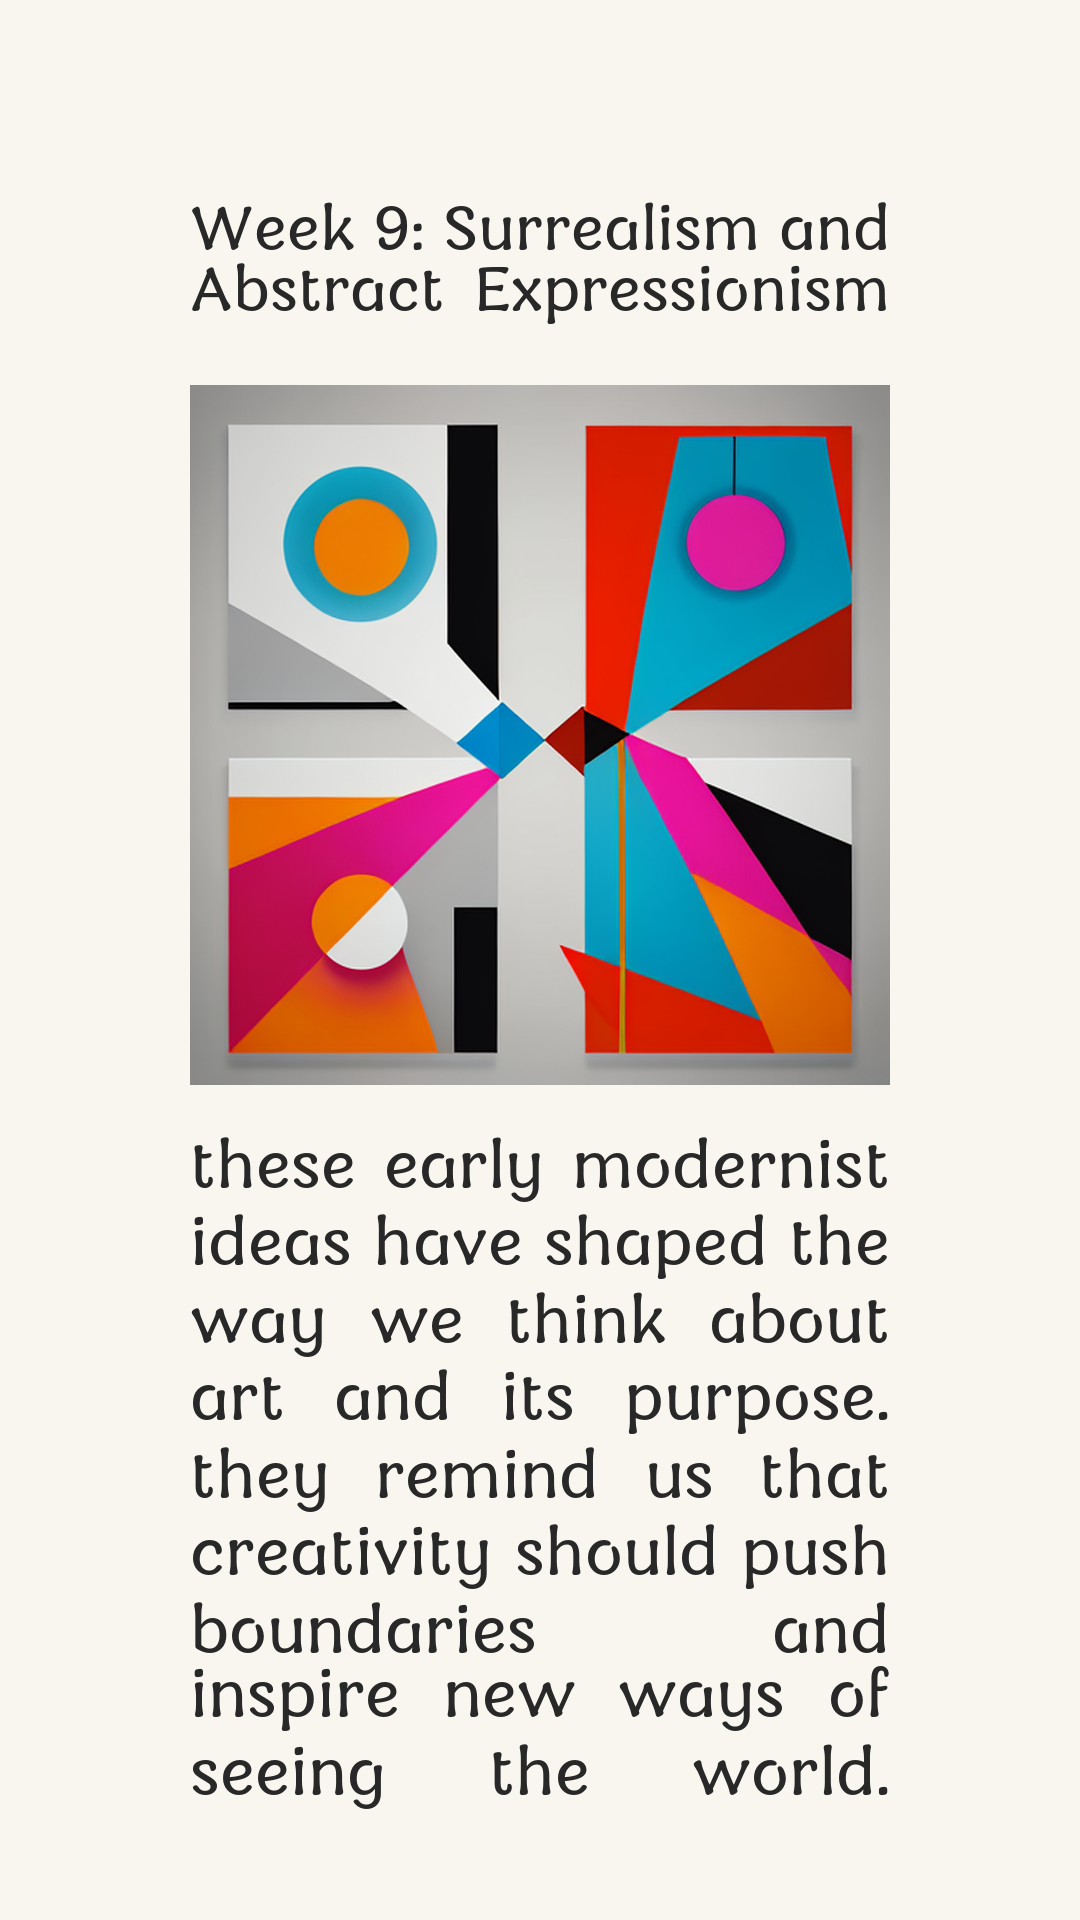 Week 9: Surrealism and
Abstract Expressionism
these early modernist
ideas have shaped the
way we think about
art and its purpose.
they remind us that
creativity should push
boundaries and
inspire new ways of
seeing the world.